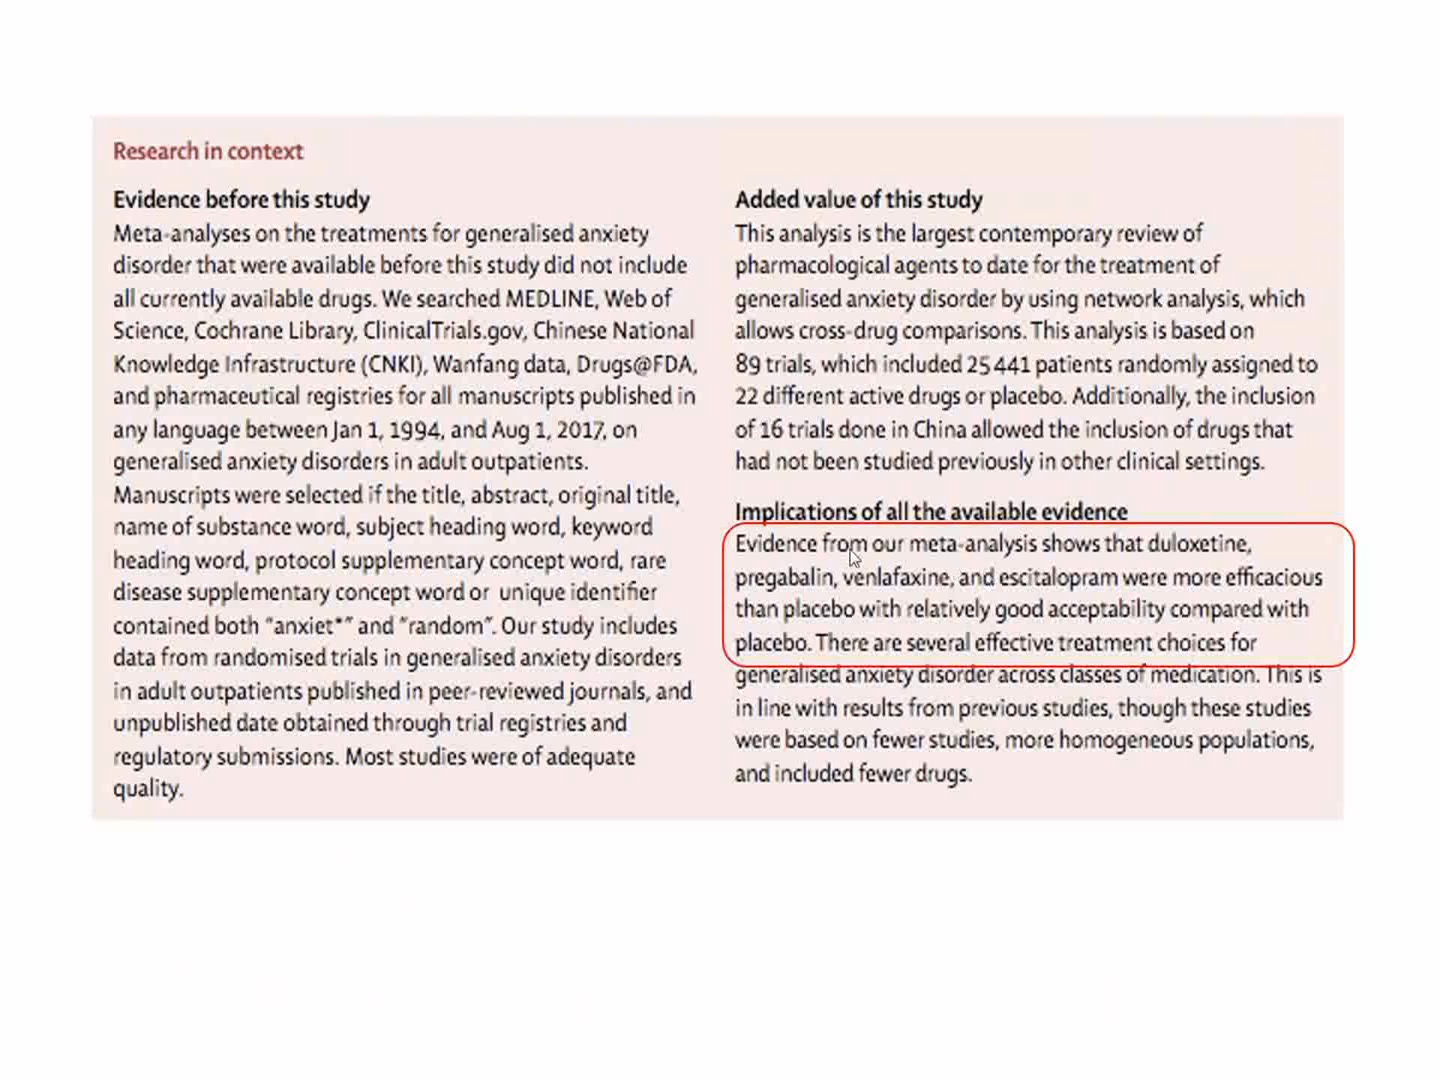 Research in context
Evidence before this study
Meta-analyses on the treatments for generalised anxiety
disorder that were available before this study did not include
all currently available drugs. We searched MEDLINE, Web of
Science, Cochrane Library, ClinicalTrials.gov, Chinese National
Knowledge Infrastructure (CNKI), Wanfang data, Drugs@FDA,
and pharmaceutical registries for all manuscripts published in
any language between Jan 1, 1994, and Aug 1, 2017, on
generalised anxiety disorders in adult outpatients.
Manuscripts were selected if the title, abstract, original title,
name of substance word, subject heading word, keyword
heading word, protocol supplementary concept word, rare
disease supplementary concept word or unique identifier
contained both “anxiet*” and “random”. Our study includes
data from randomised trials in generalised anxiety disorders
in adult outpatients published in peer-reviewed journals, and
unpublished date obtained through trial registries and
regulatory submissions. Most studies were of adequate
quality.
Added value of this study
This analysis is the largest contemporary review of
pharmacological agents to date for the treatment of
generalised anxiety disorder by using network analysis, which
allows cross-drug comparisons. This analysis is based on
89 trials, which included 25 441 patients randomly assigned to
22 different active drugs or placebo. Additionally, the inclusion
of 16 trials done in China allowed the inclusion of drugs that
had not been studied previously in other clinical settings.
Implications of all the available evidence
Evidence from our meta-analysis shows that duloxetine,
pregabalin, venlafaxine, and escitalopram were more efficacious
than placebo with relatively good acceptability compared with
placebo. There are several effective treatment choices for
generalised anxiety disorder across classes of medication. This is
in line with results from previous studies, though these studies
were based on fewer studies, more homogeneous populations,
and included fewer drugs.